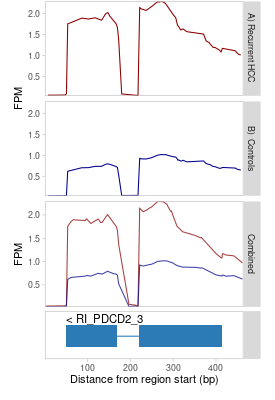 2.0
1.5
1.0
0.5
A) Recurrent HCC
FPM
2.0
1.5
1.0
0.5
B) Controls
2.0
1.5
1.0
0.5
FPM
Combined
< RI_PDCD2_3
100
200
300
400
Distance from region start (bp)